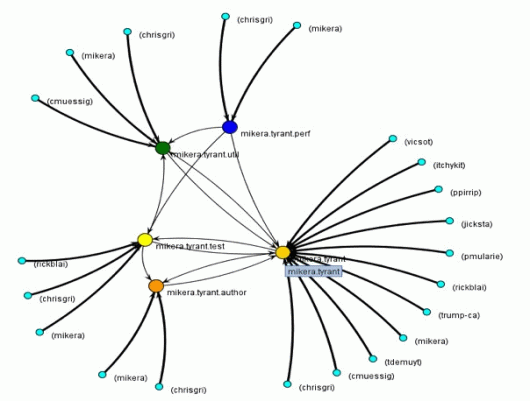 (chrisgri)
(chrisgri)
(mikera)
(mikera)
(cmuessig)
mikera.tyrant.perf
mikera.tyrant.util
(vicsot)
(itchykit)
(ppirrip)
(jicksta)
mikera.tyrant.test
(pmularie)
mikera.tyrant
(rickblai)
mikera.tyrant.
(rickblai)
mikera.tyrant.author
(chrisgri)
(trump-ca)
(mikera)
(mikera)
(tdemuyt)
(mikera)
(cmuessig)
(chrisgri)
(chrisgri)